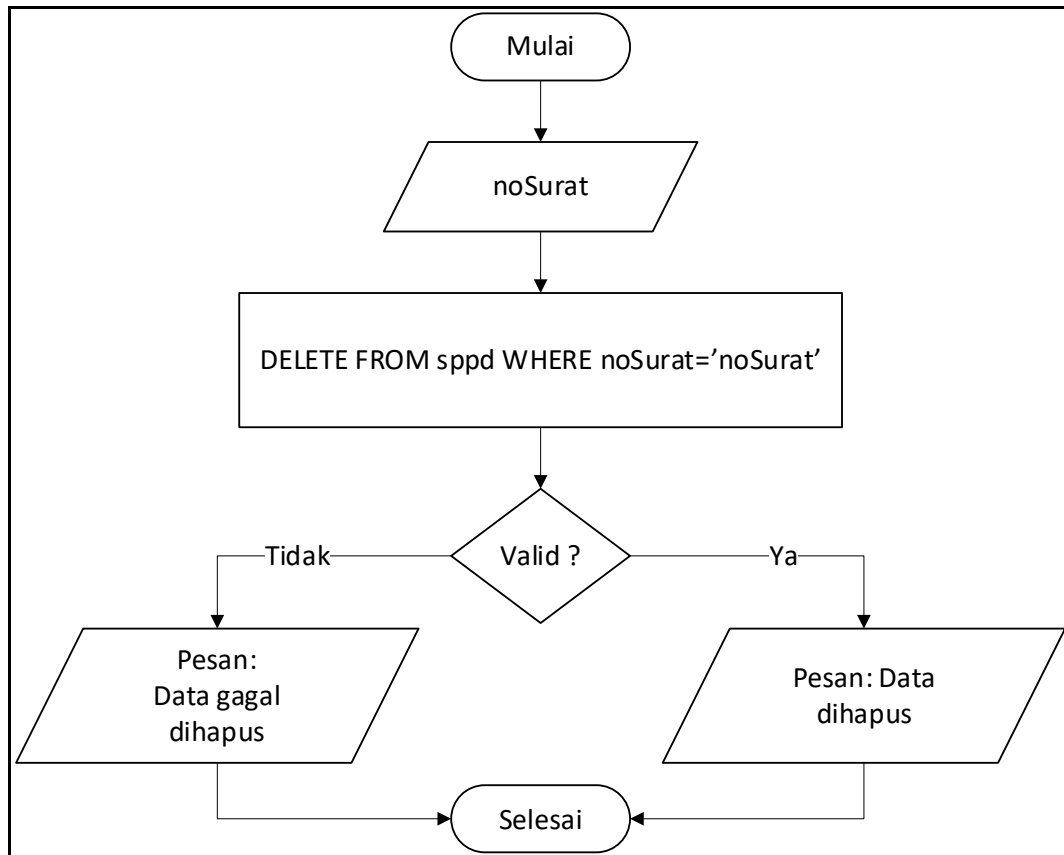 Mulai
noSurat
DELETE FROM sppd WHERE noSurat=’noSurat’
Valid ?
Tidak
Ya
Pesan:
Data gagal
dihapus
Pesan: Data
dihapus
Selesai